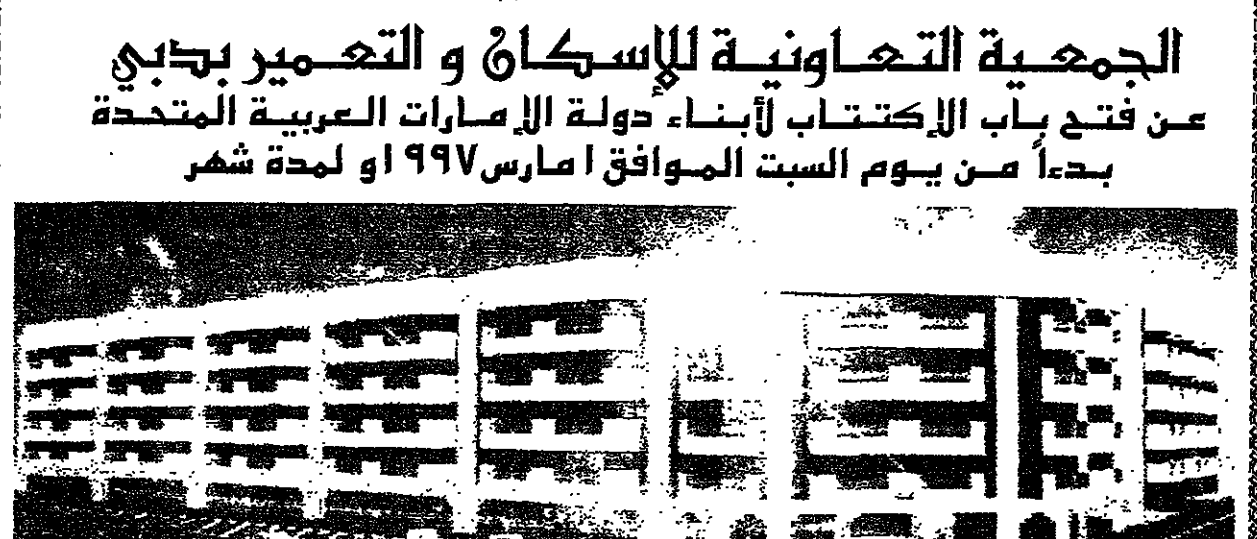 الجمعية التعاونية للإسكان و التعمير بدبي
عن فتح باب الإكتتاب لأبناء دولة الإمارات العربية المتحدة
بدءاً من يوم السبت الموافق ١ مارس ١٩٩٧ و لمدة شهر